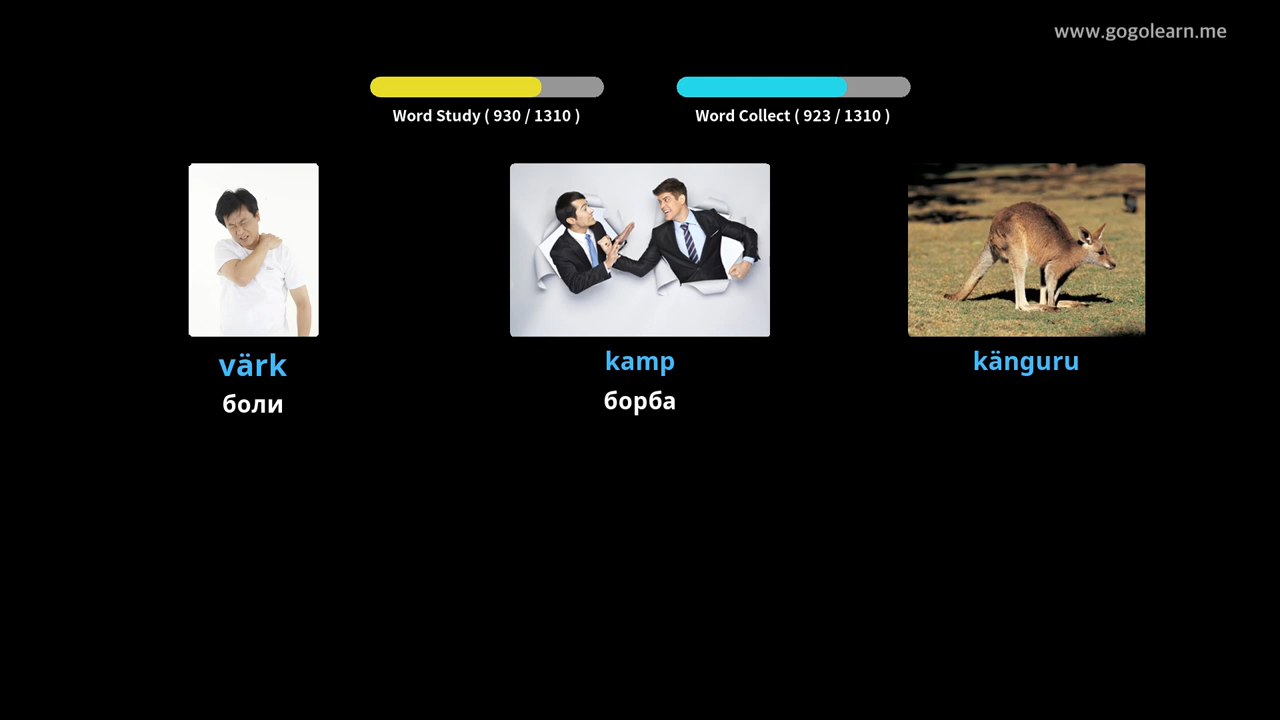 www.gogolearn.me
Word Study ( 930 / 1310 )
Word Collect ( 923 / 1310 )
värk
боли
kamp
борба
känguru